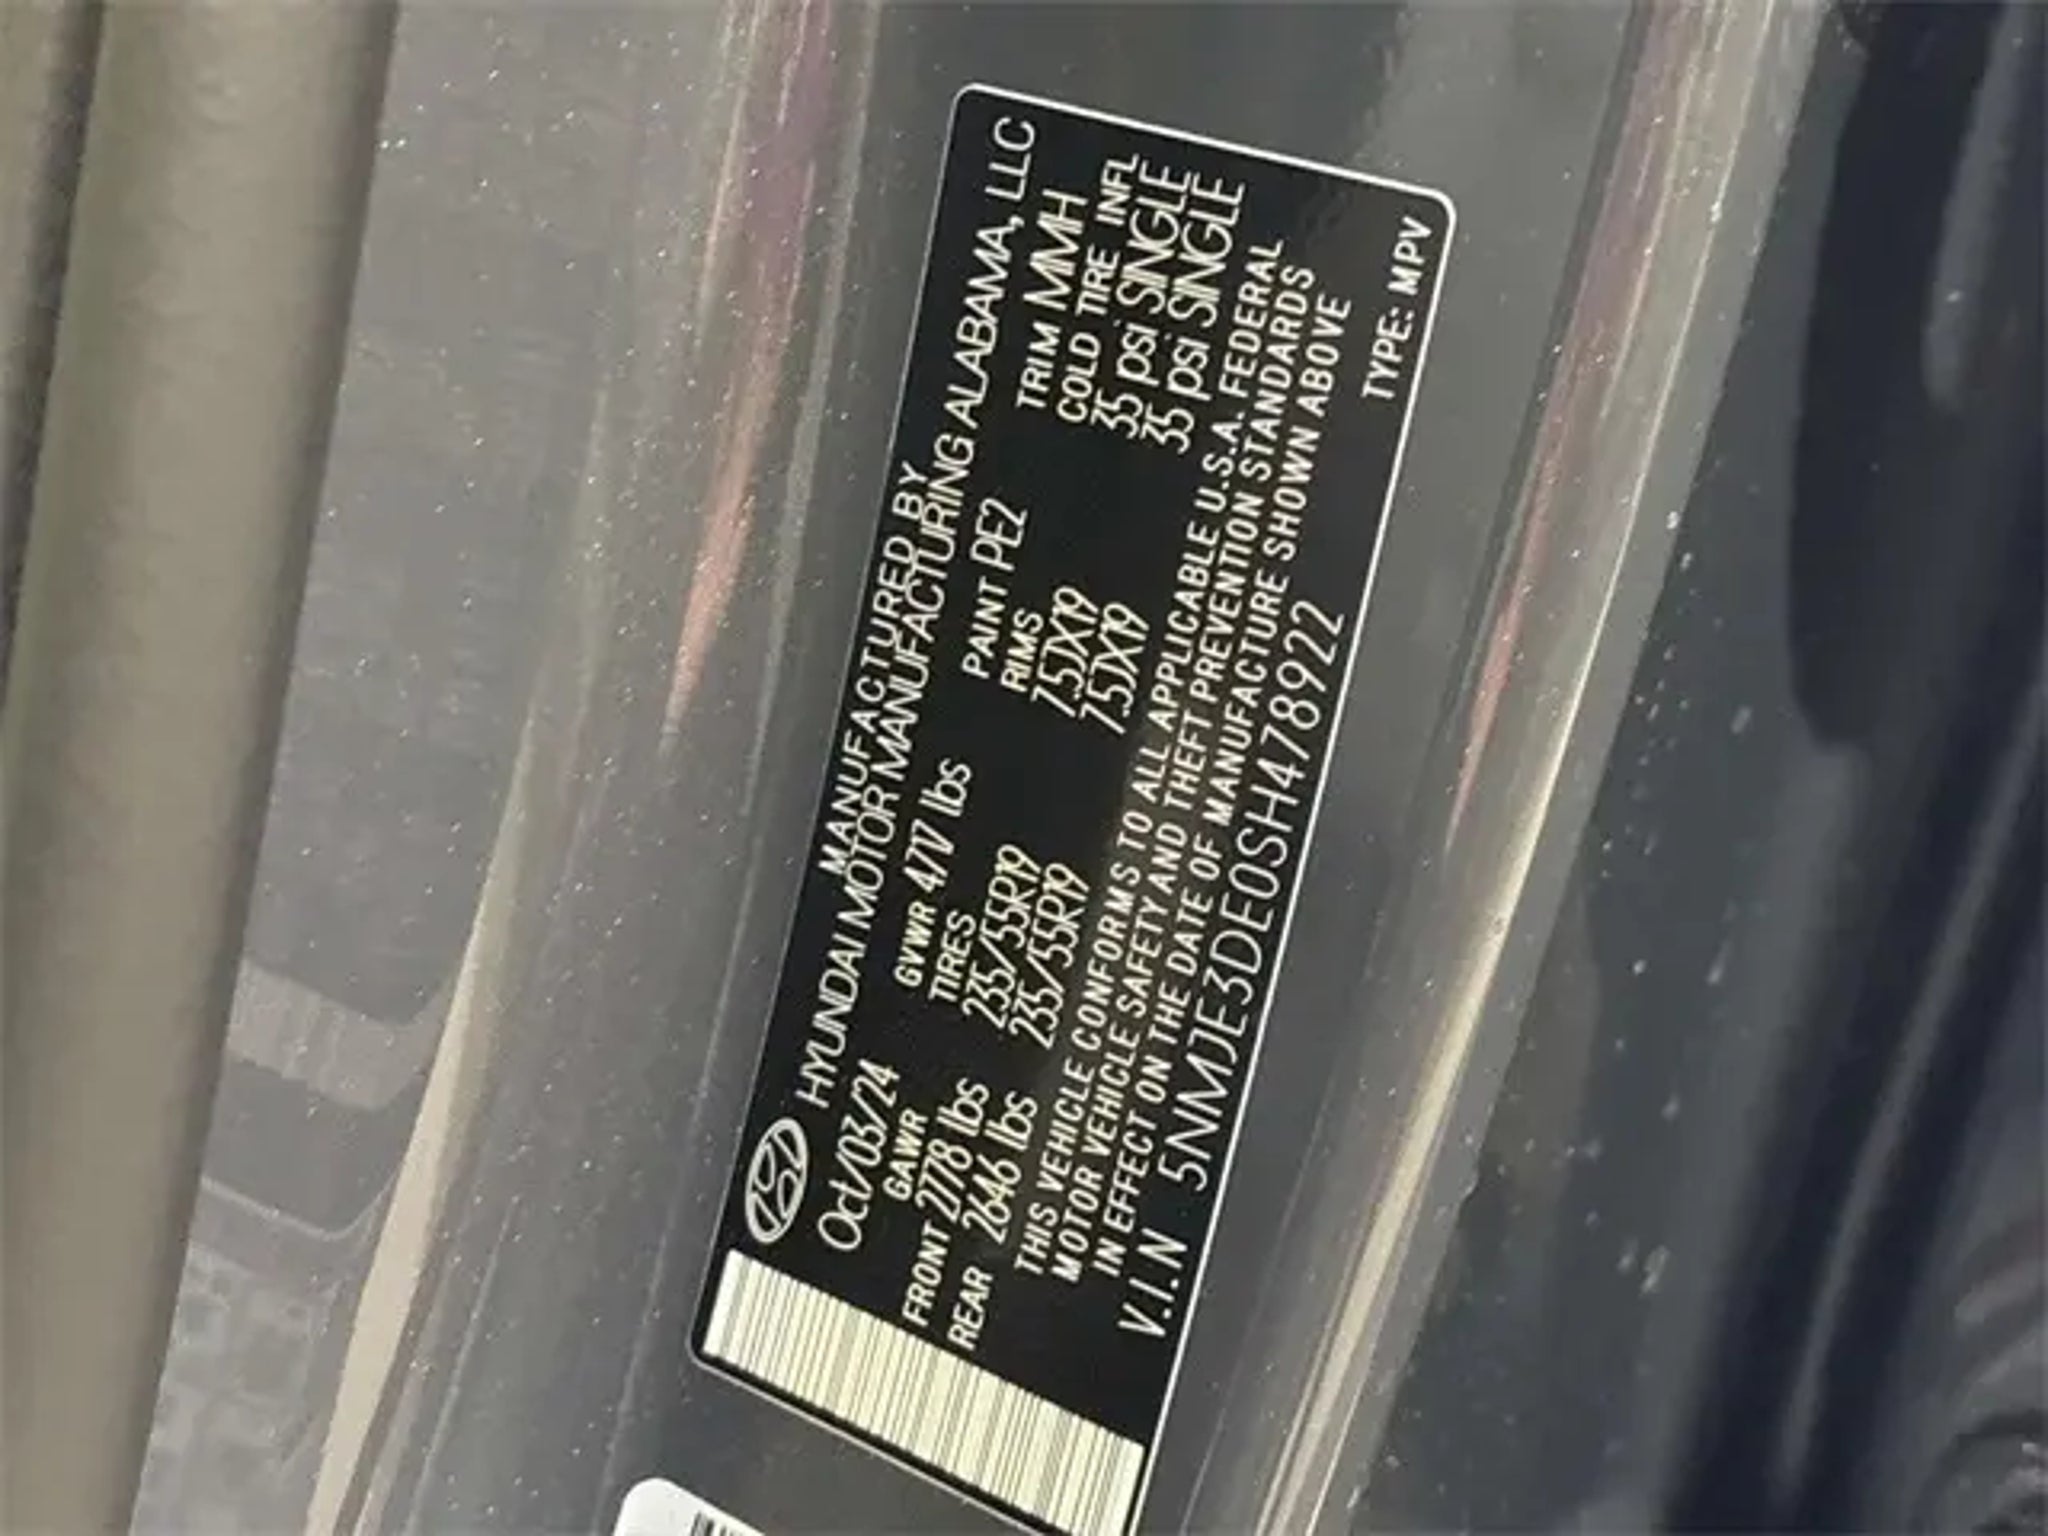 MANUFACTURED BY
HYUNDAI MOTOR MANUFACTURING ALABAMA, LLC
Oct/03/24 GVWR 4717 lbs PAINT PE2 TRIM MMH
GAWR TIRES RIMS COLD TIRE INFL
FRONT 2778 lbs 235/55R19 7.5JX19 35 psi SINGLE
REAR 2646 lbs 235/55R19 7.5JX19 35 psi SINGLE
THIS VEHICLE CONFORMS TO ALL APPLICABLE U.S.A. FEDERAL
MOTOR VEHICLE SAFETY AND THEFT PREVENTION STANDARDS
IN EFFECT ON THE DATE OF MANUFACTURE SHOWN ABOVE
V.I.N 5NMJE3DE0SH478922 TYPE: MPV